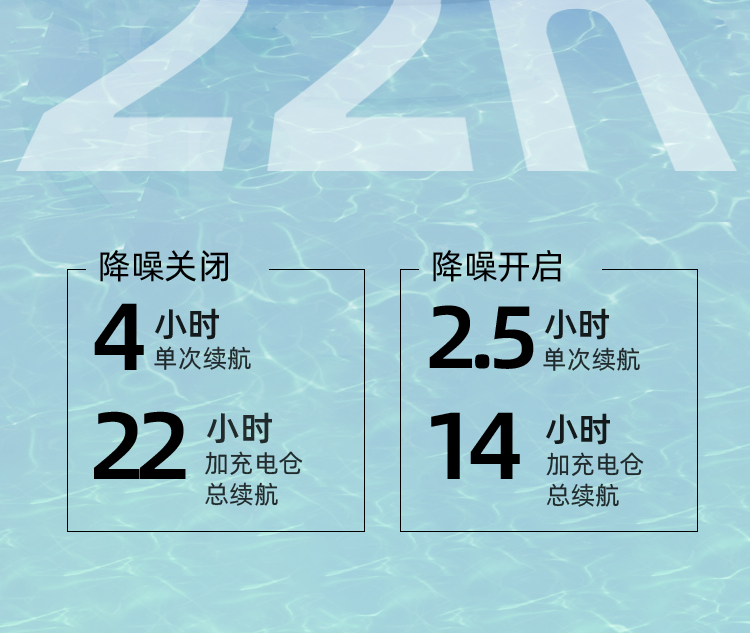 22h
降噪关闭
4 小时
单次续航
22 小时
加充电仓
总续航
降噪开启
2.5 小时
单次续航
14 小时
加充电仓
总续航